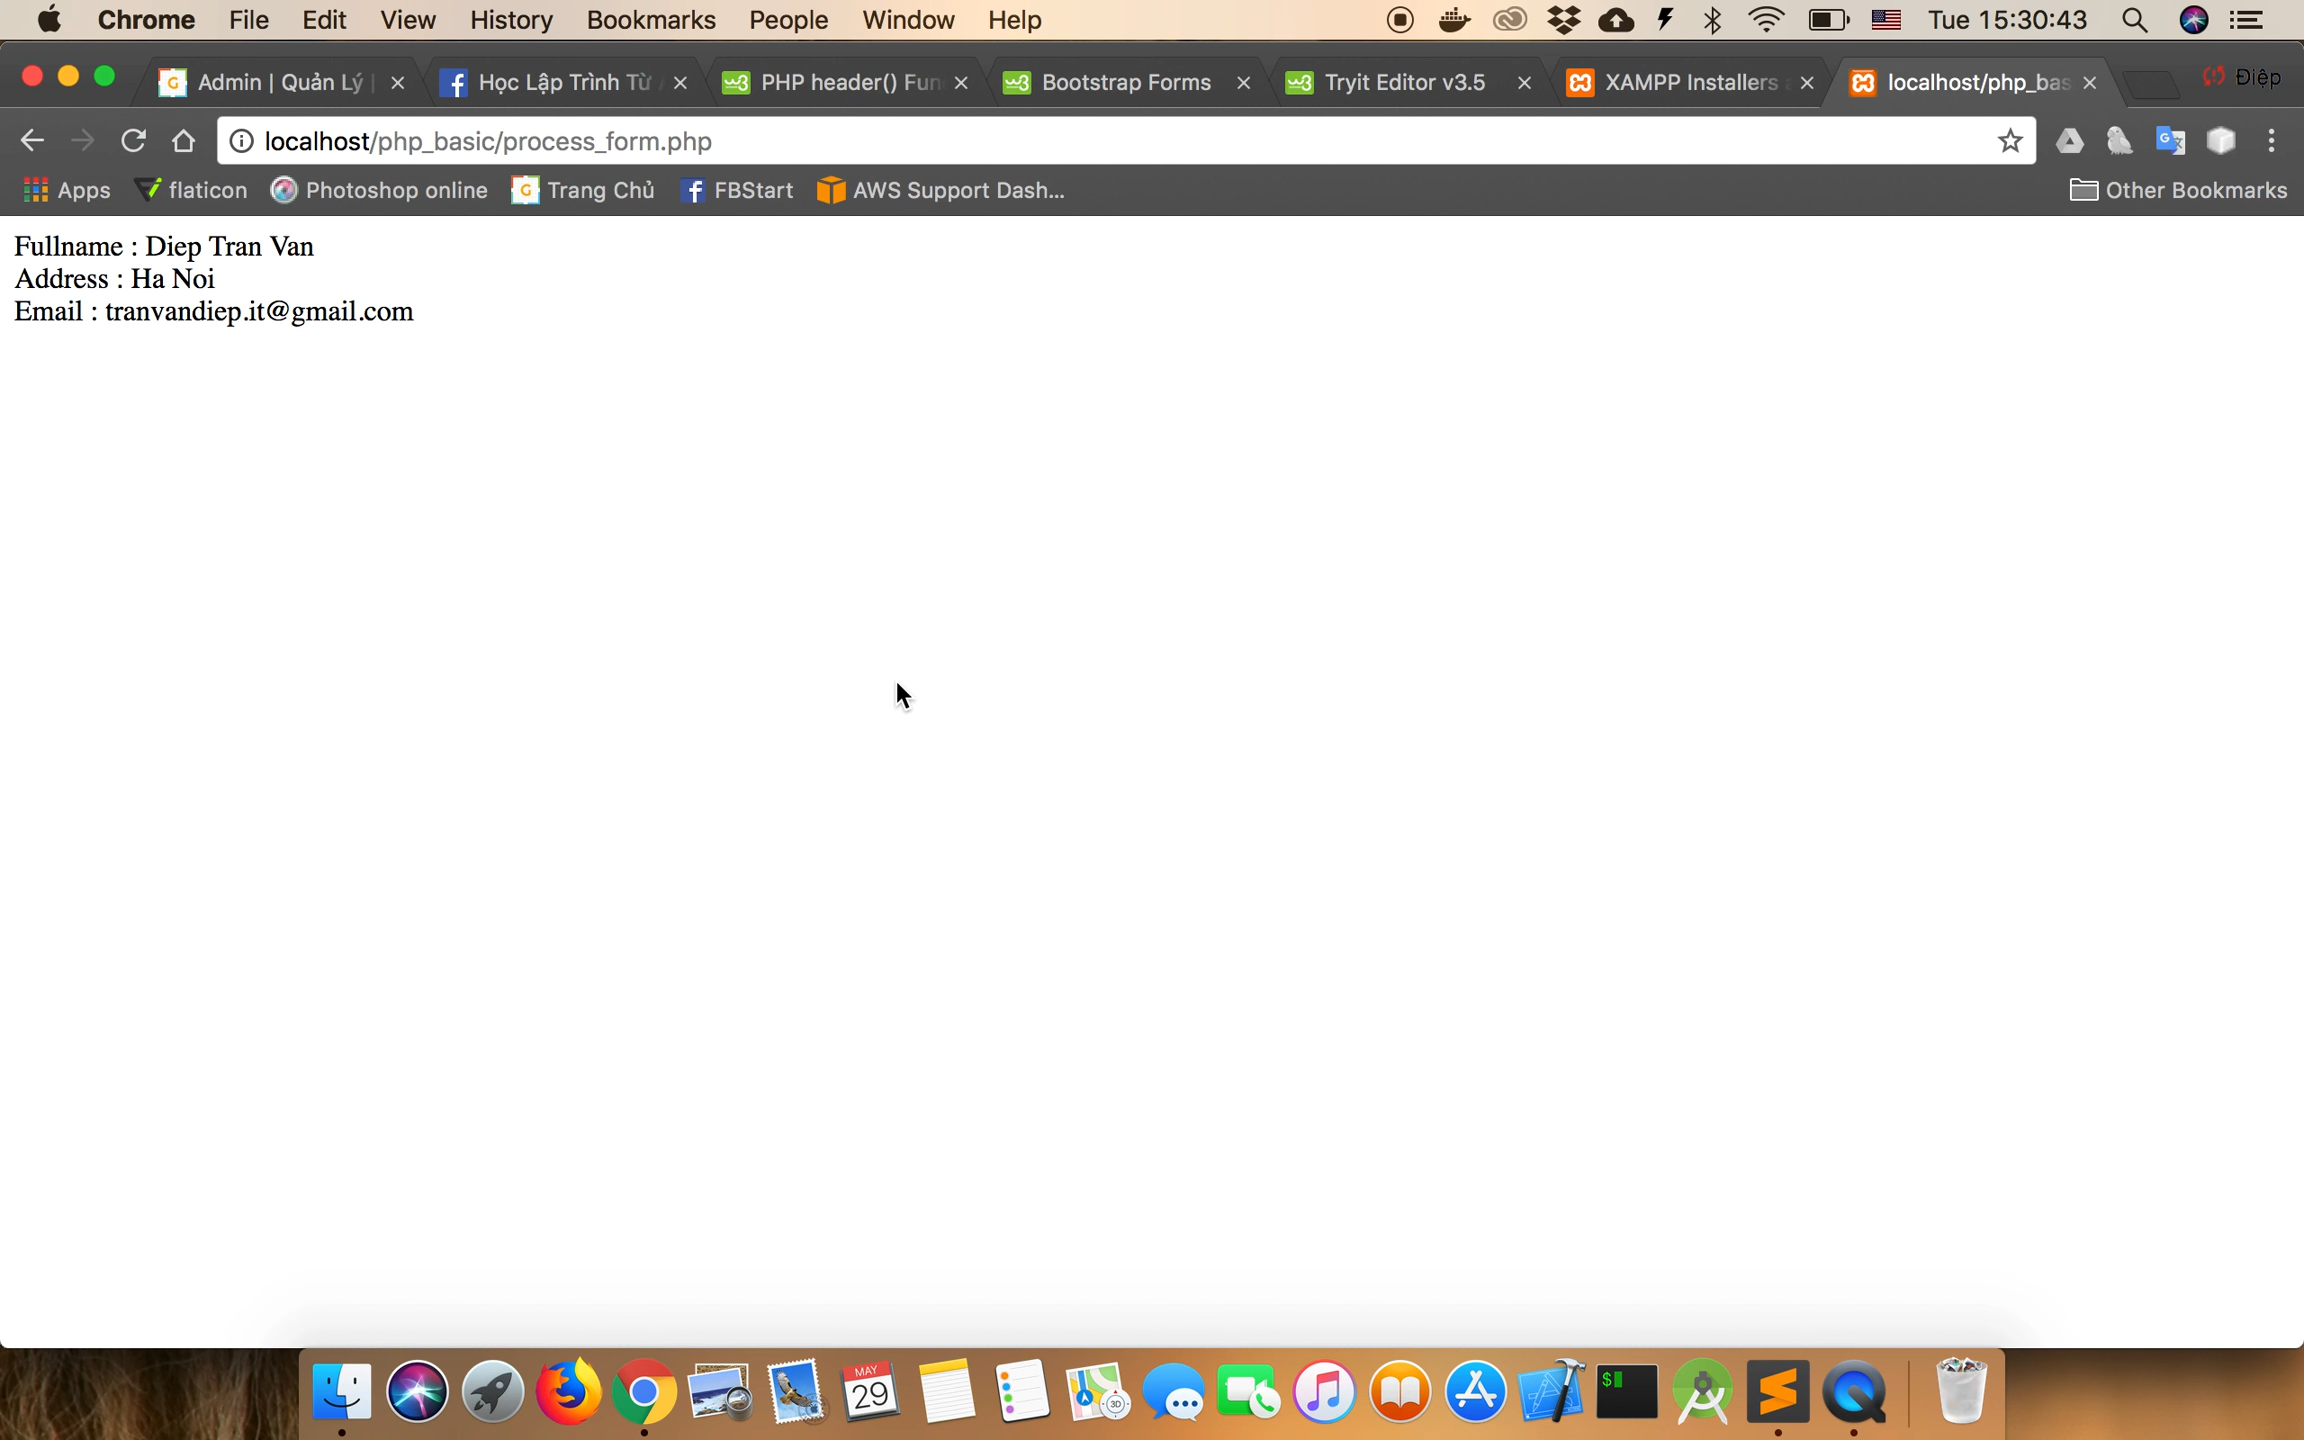 Chrome File Edit View History Bookmarks People Window Help Tue 15:30:43
Admin | Quản Lý | Học Lập Trình Từ PHP header() Fun Bootstrap Forms Tryit Editor v3.5 XAMPP Installers a localhost/php_bas Điệp
localhost/php_basic/process_form.php
Apps flaticon Photoshop online Trang Chủ FBStart AWS Support Dash... Other Bookmarks
Fullname : Diep Tran Van
Address : Ha Noi
Email : tranvandiep.it@gmail.com
MAY
29
3D